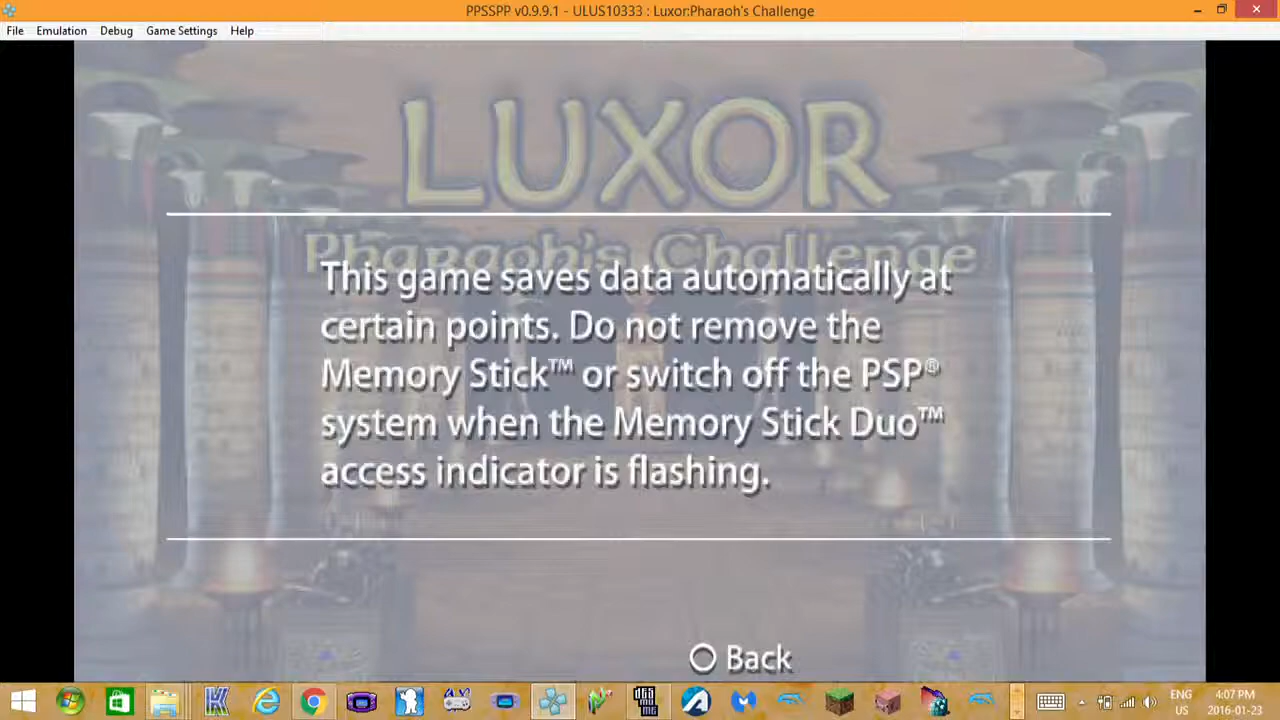 PPSSPP v0.9.9.1 - ULUS10333 : Luxor:Pharaoh's Challenge
File Emulation Debug Game Settings Help
LUXOR
Pharaoh's Challenge
This game saves data automatically at
certain points. Do not remove the
Memory Stick™ or switch off the PSP®
system when the Memory Stick Duo™
access indicator is flashing.
Back
ENG 4:07 PM
US 2016-01-23